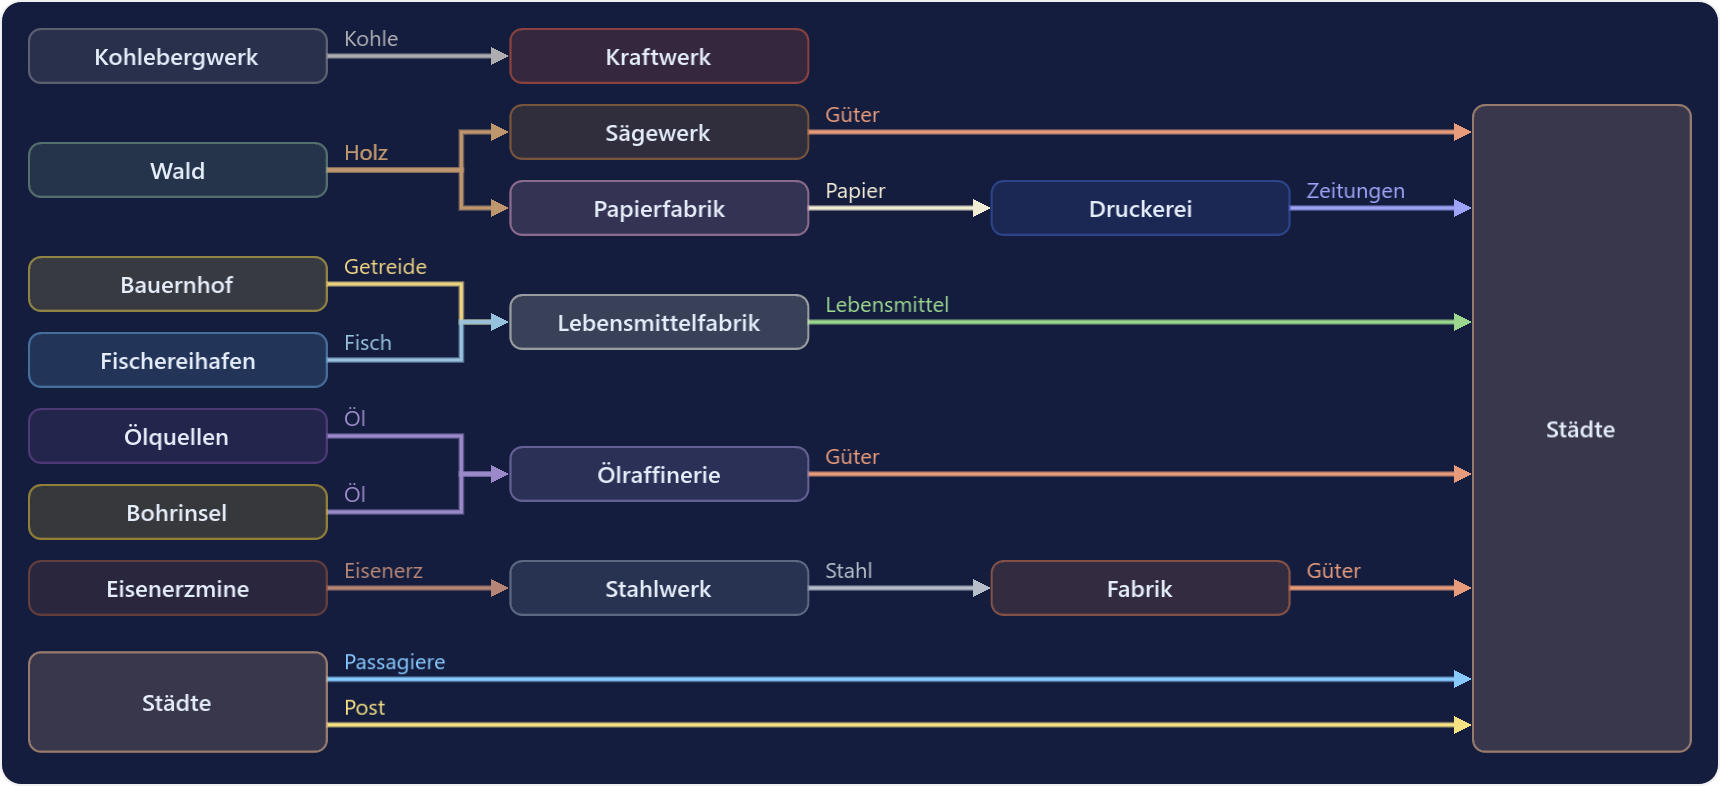 Kohlebergwerk
Kohle
Kraftwerk
Wald
Holz
Sägewerk
Güter
Papierfabrik
Papier
Druckerei
Zeitungen
Bauernhof
Getreide
Fischereihafen
Fisch
Lebensmittelfabrik
Lebensmittel
Ölquellen
Öl
Bohrinsel
Öl
Ölraffinerie
Güter
Eisenerzmine
Eisenerz
Stahlwerk
Stahl
Fabrik
Güter
Städte
Passagiere
Post
Städte